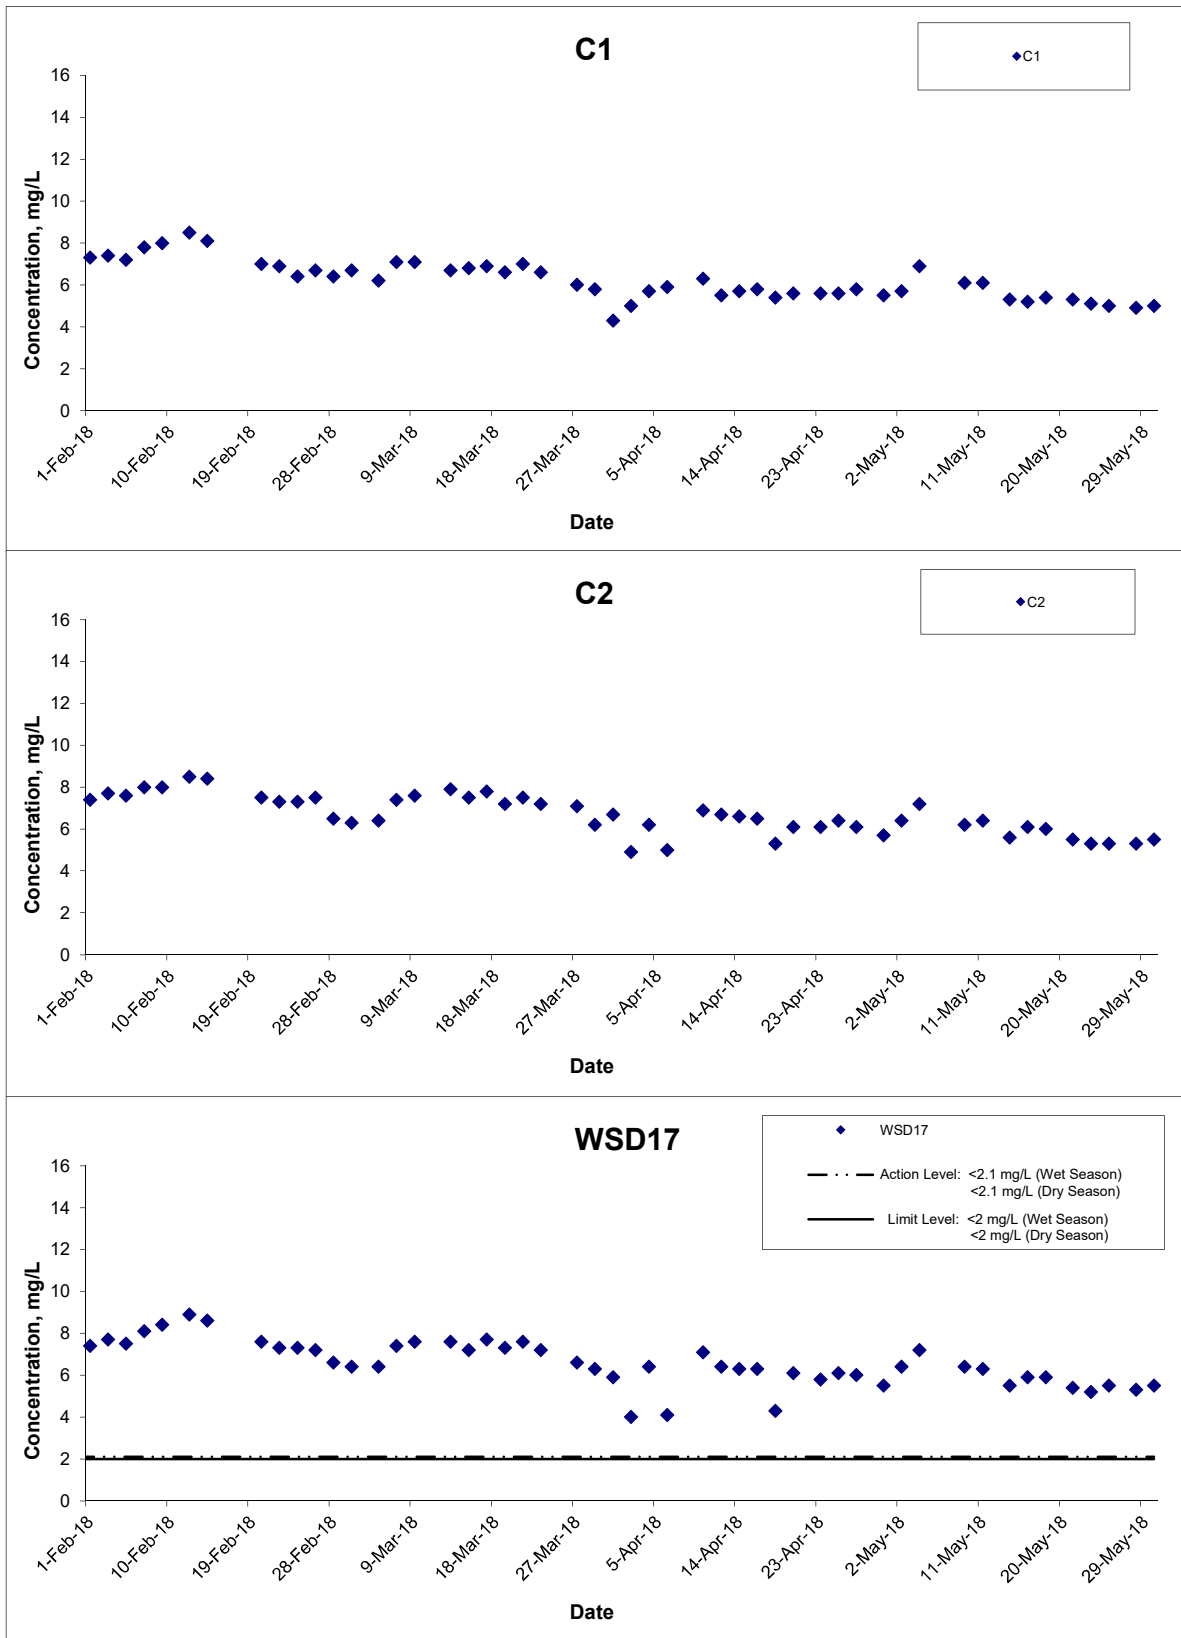 C1
C1
16
14
12
10
8
6
4
2
0
Concentration, mg/L
1-Feb-18
10-Feb-18
19-Feb-18
28-Feb-18
9-Mar-18
18-Mar-18
27-Mar-18
5-Apr-18
14-Apr-18
23-Apr-18
2-May-18
11-May-18
20-May-18
29-May-18
Date
C2
C2
16
14
12
10
8
6
4
2
0
Concentration, mg/L
1-Feb-18
10-Feb-18
19-Feb-18
28-Feb-18
9-Mar-18
18-Mar-18
27-Mar-18
5-Apr-18
14-Apr-18
23-Apr-18
2-May-18
11-May-18
20-May-18
29-May-18
Date
WSD17
WSD17
Action Level: <2.1 mg/L (Wet Season)
<2.1 mg/L (Dry Season)
Limit Level: <2 mg/L (Wet Season)
<2 mg/L (Dry Season)
16
14
12
10
8
6
4
2
0
Concentration, mg/L
1-Feb-18
10-Feb-18
19-Feb-18
28-Feb-18
9-Mar-18
18-Mar-18
27-Mar-18
5-Apr-18
14-Apr-18
23-Apr-18
2-May-18
11-May-18
20-May-18
29-May-18
Date